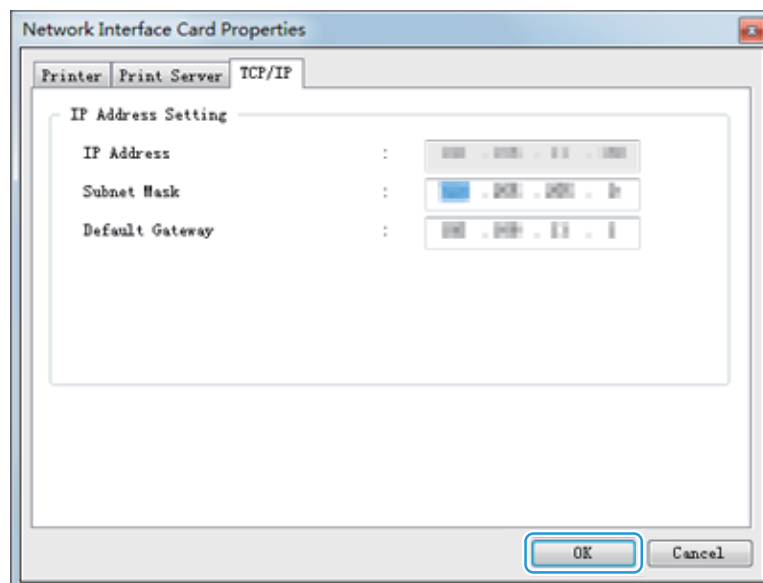 Network Interface Card Properties
Printer Print Server TCP/IP
IP Address Setting
IP Address :
Subnet Mask :
Default Gateway :
OK Cancel